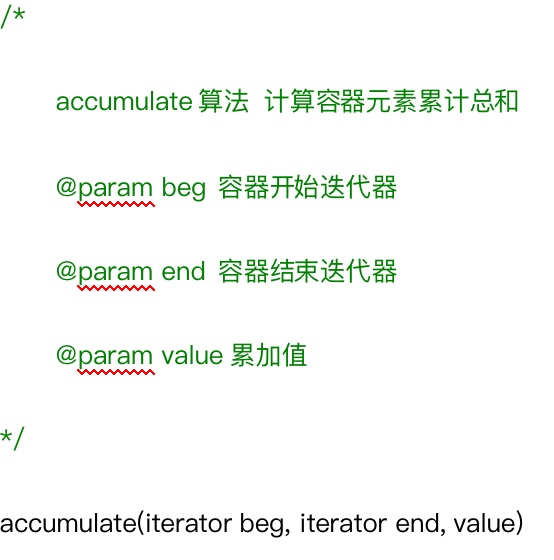 /*
accumulate 算法  计算容器元素累计总和
@param beg  容器开始迭代器
@param end  容器结束迭代器
@param value 累加值
*/
accumulate(iterator beg, iterator end, value)